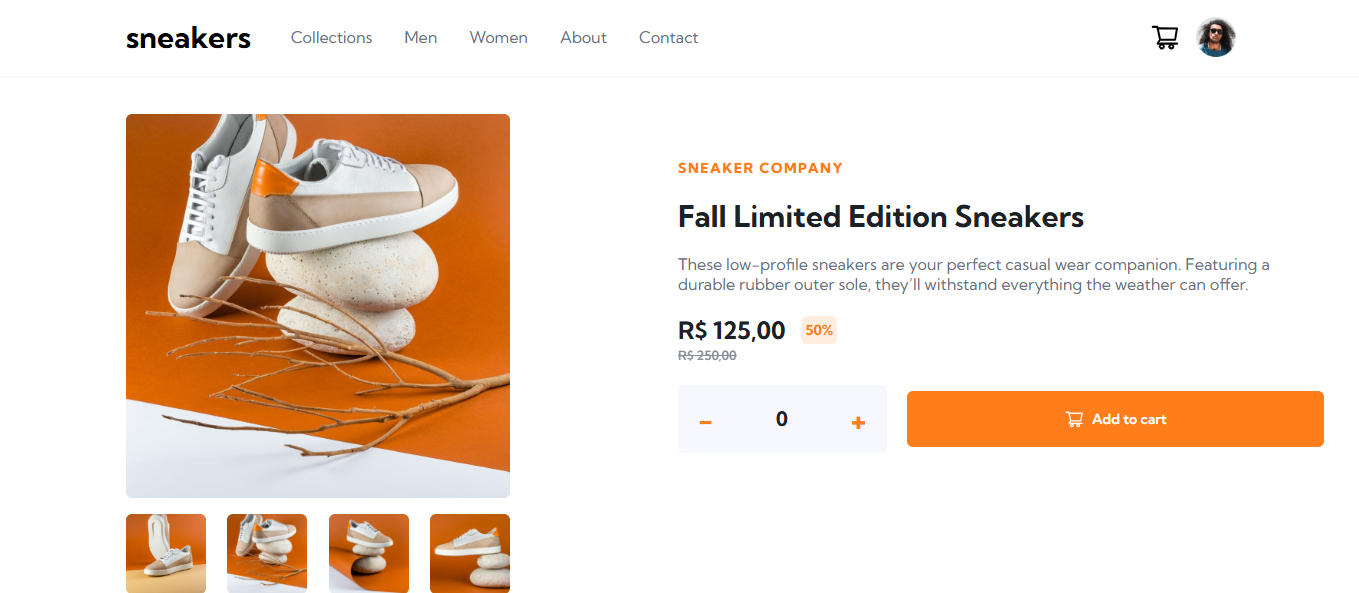 sneakers
Collections
Men
Women
About
Contact
SNEAKER COMPANY
Fall Limited Edition Sneakers
These low-profile sneakers are your perfect casual wear companion. Featuring a
durable rubber outer sole, they’ll withstand everything the weather can offer.
R$ 125,00
50%
R$ 250,00
0
Add to cart